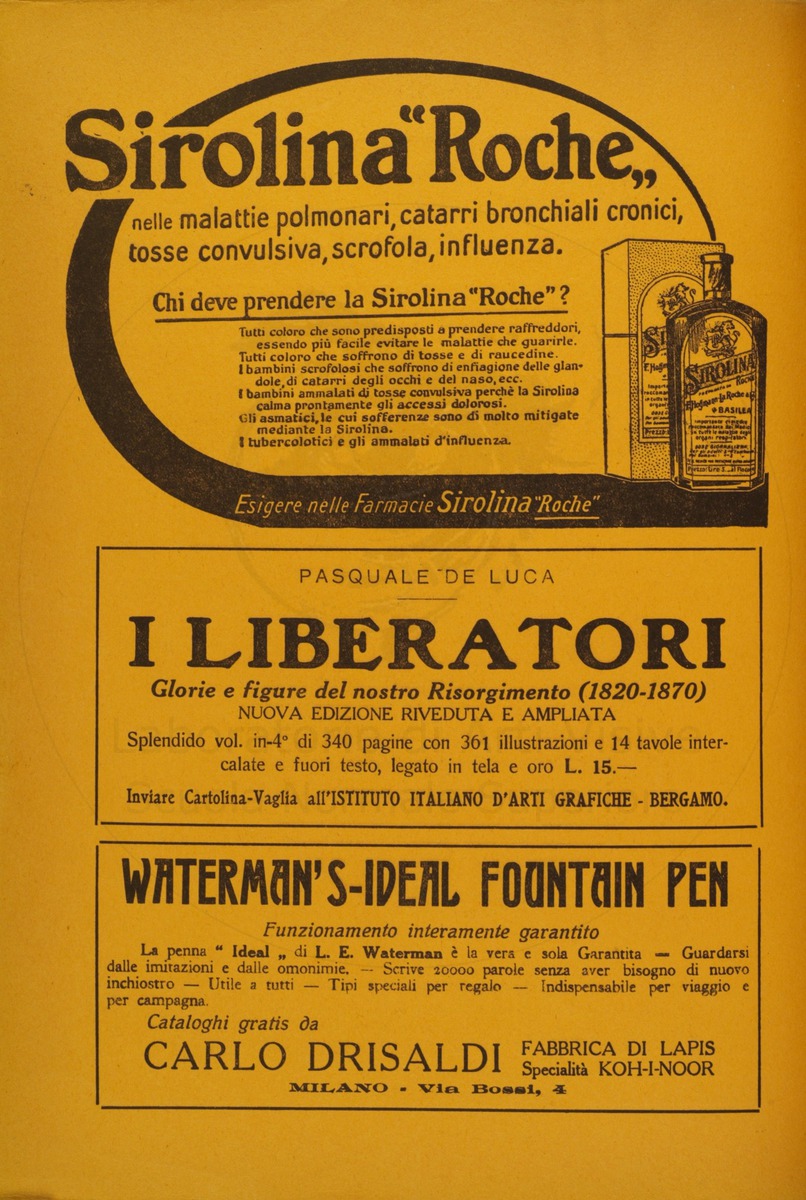 Sirolina "Roche„
nelle malattie polmonari, catarri bronchiali cronici,
tosse convulsiva, scrofola, influenza.
Chi deve prendere la Sirolina "Roche"?
Tutti coloro che sono predisposti a prendere raffreddori,
essendo più facile evitare le malattie che guarirle.
Tutti coloro che soffrono di tosse e di raucedine.
I bambini scrofolosi che soffrono di enfiagione delle glan-
dole, di catarri degli occhi e del naso, ecc.
I bambini ammalati di tosse convulsiva perchè la Sirolina
calma prontamente gli accessi dolorosi.
Gli asmatici, le cui sofferenze sono di molto mitigate
mediante la Sirolina.
I tubercolotici e gli ammalati d'influenza.
SIROLINA
Roche
F. Hoffmann-La Roche & C.
BASILEA
Esigere nelle Farmacie Sirolina "Roche"
PASQUALE DE LUCA
I LIBERATORI
Glorie e figure del nostro Risorgimento (1820-1870)
NUOVA EDIZIONE RIVEDUTA E AMPLIATA
Splendido vol. in-4° di 340 pagine con 361 illustrazioni e 14 tavole inter-
calate e fuori testo, legato in tela e oro L. 15.—
Inviare Cartolina-Vaglia all'ISTITUTO ITALIANO D'ARTI GRAFICHE - BERGAMO.
WATERMAN'S-IDEAL FOUNTAIN PEN
Funzionamento interamente garantito
La penna " Ideal „ di L. E. Waterman è la vera e sola Garantita — Guardarsi
dalle imitazioni e dalle omonimie. — Scrive 20000 parole senza aver bisogno di nuovo
inchiostro — Utile a tutti — Tipi speciali per regalo — Indispensabile per viaggio e
per campagna.
Cataloghi gratis da
CARLO DRISALDI
FABBRICA DI LAPIS
Specialità KOH-I-NOOR
MILANO - Via Bossi, 4